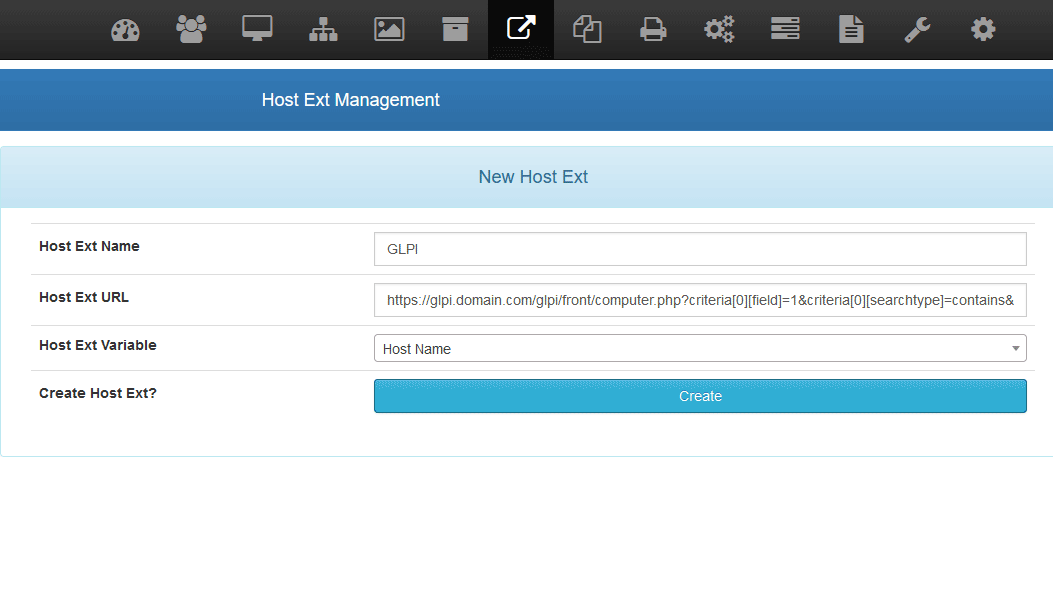 Host Ext Management
New Host Ext
Host Ext Name
GLPI
Host Ext URL
https://glpi.domain.com/glpi/front/computer.php?criteria[0][field]=1&criteria[0][searchtype]=contains&
Host Ext Variable
Host Name
Create Host Ext?
Create